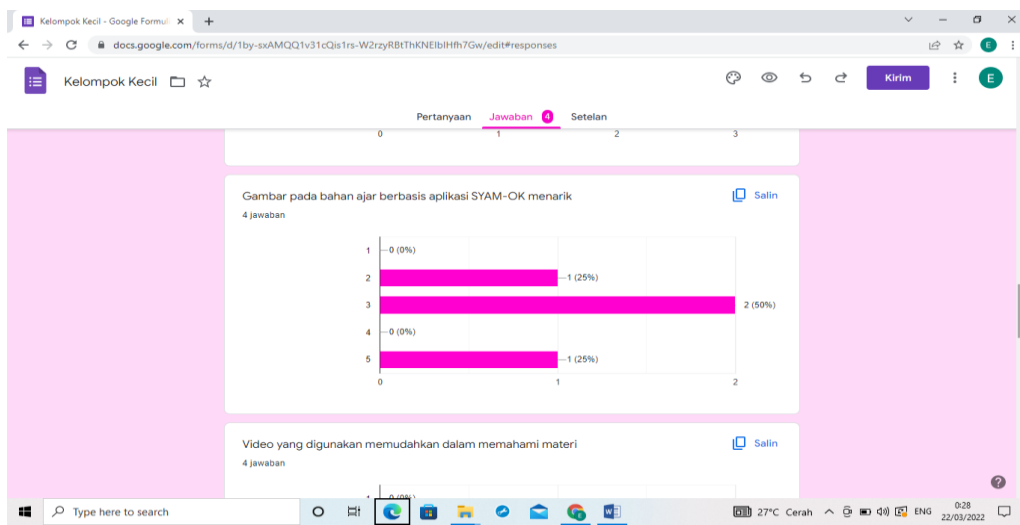 Kelompok Kecil - Google Formul
docs.google.com/forms/d/1by-sxAMQQ1v31cQis1rs-W2rzyRBtThKNElbIHfh7Gw/edit#responses
E
Kelompok Kecil
Kirim
E
Pertanyaan Jawaban 4 Setelan
0 1 2 3
Gambar pada bahan ajar berbasis aplikasi SYAM-OK menarik
Salin
4 jawaban
1 0 (0%)
2 1 (25%)
3 2 (50%)
4 0 (0%)
5 1 (25%)
0 1 2
Video yang digunakan memudahkan dalam memahami materi
Salin
4 jawaban
1 0 (0%)
Type here to search
27°C Cerah
ENG
0:28
22/03/2022